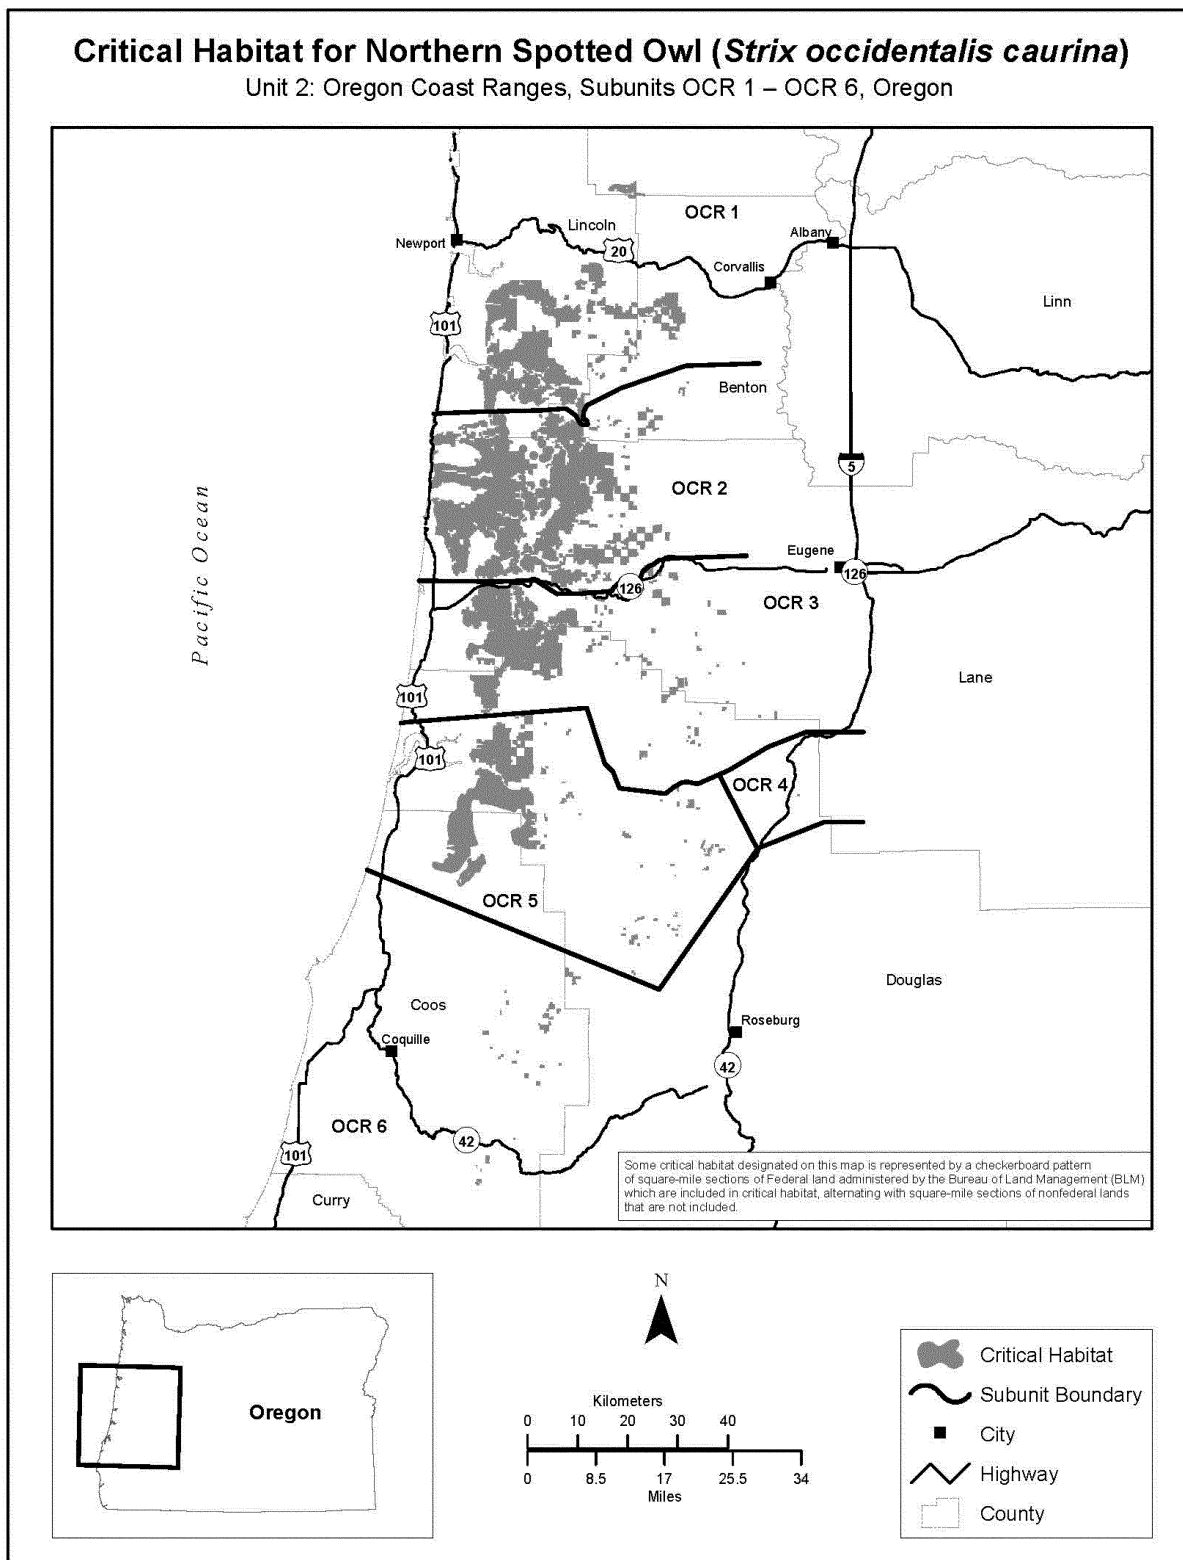 Critical Habitat for Northern Spotted Owl (Strix occidentalis caurina)
Unit 2: Oregon Coast Ranges, Subunits OCR 1 – OCR 6, Oregon
OCR 1
Lincoln
Newport
20
Albany
Corvallis
Linn
101
Benton
5
OCR 2
Pacific Ocean
Eugene
126
126
OCR 3
Lane
101
101
OCR 4
OCR 5
Douglas
Coos
Roseburg
Coquille
42
OCR 6
42
101
Curry
Some critical habitat designated on this map is represented by a checkerboard pattern
of square-mile sections of Federal land administered by the Bureau of Land Management (BLM)
which are included in critical habitat, alternating with square-mile sections of nonfederal lands
that are not included.
Oregon
N
Kilometers
0 10 20 30 40
0 8.5 17 25.5 34
Miles
Critical Habitat
Subunit Boundary
City
Highway
County